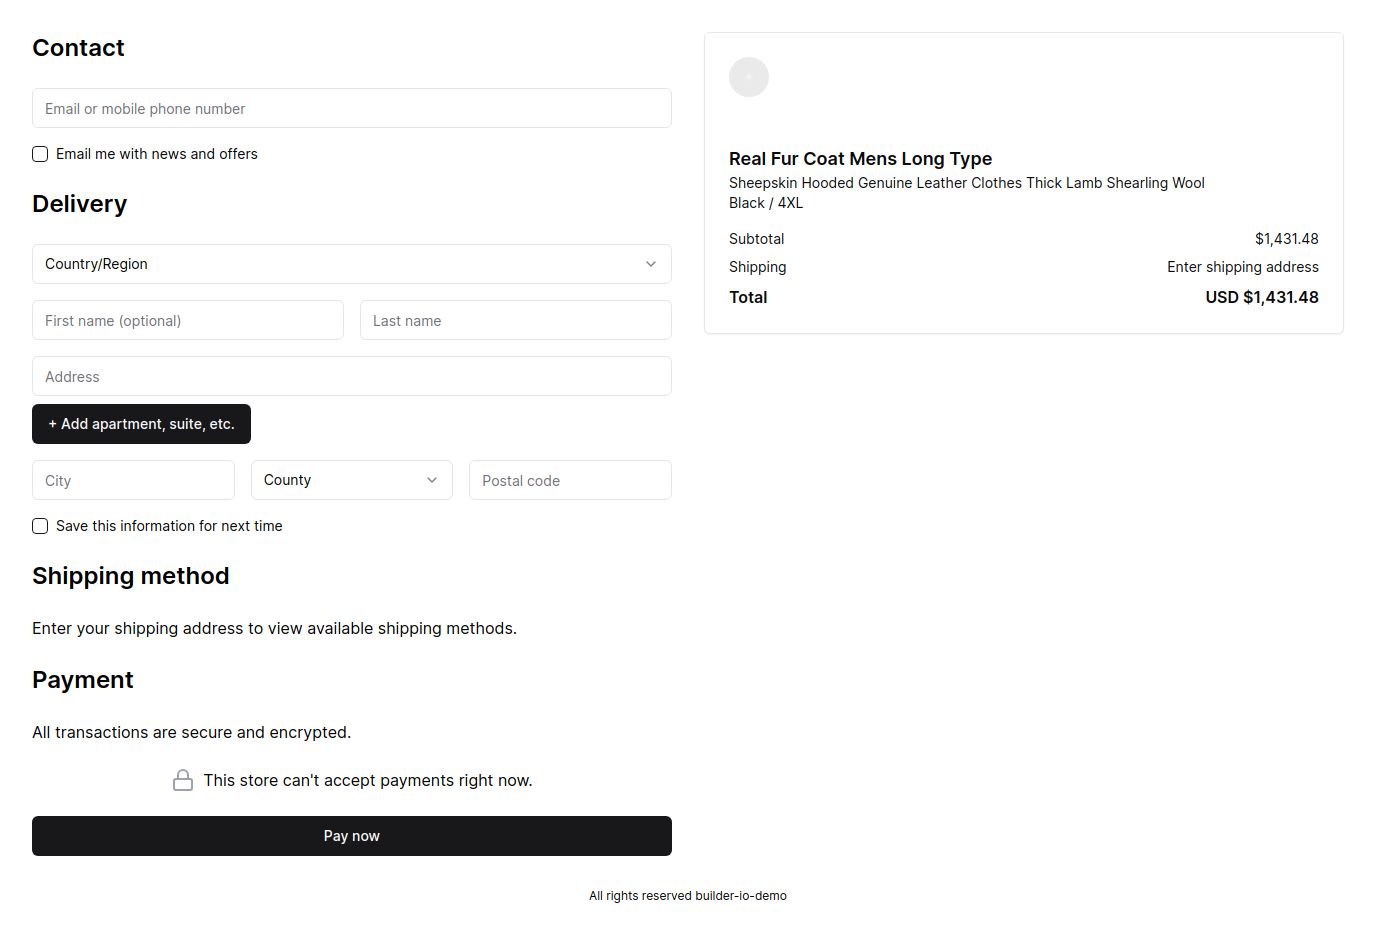 Contact
Email or mobile phone number
Email me with news and offers
Delivery
Country/Region
First name (optional)
Last name
Address
+ Add apartment, suite, etc.
City
County
Postal code
Save this information for next time
Shipping method
Enter your shipping address to view available shipping methods.
Payment
All transactions are secure and encrypted.
This store can't accept payments right now.
Pay now
Real Fur Coat Mens Long Type
Sheepskin Hooded Genuine Leather Clothes Thick Lamb Shearling Wool
Black / 4XL
Subtotal $1,431.48
Shipping Enter shipping address
Total USD $1,431.48
All rights reserved builder-io-demo